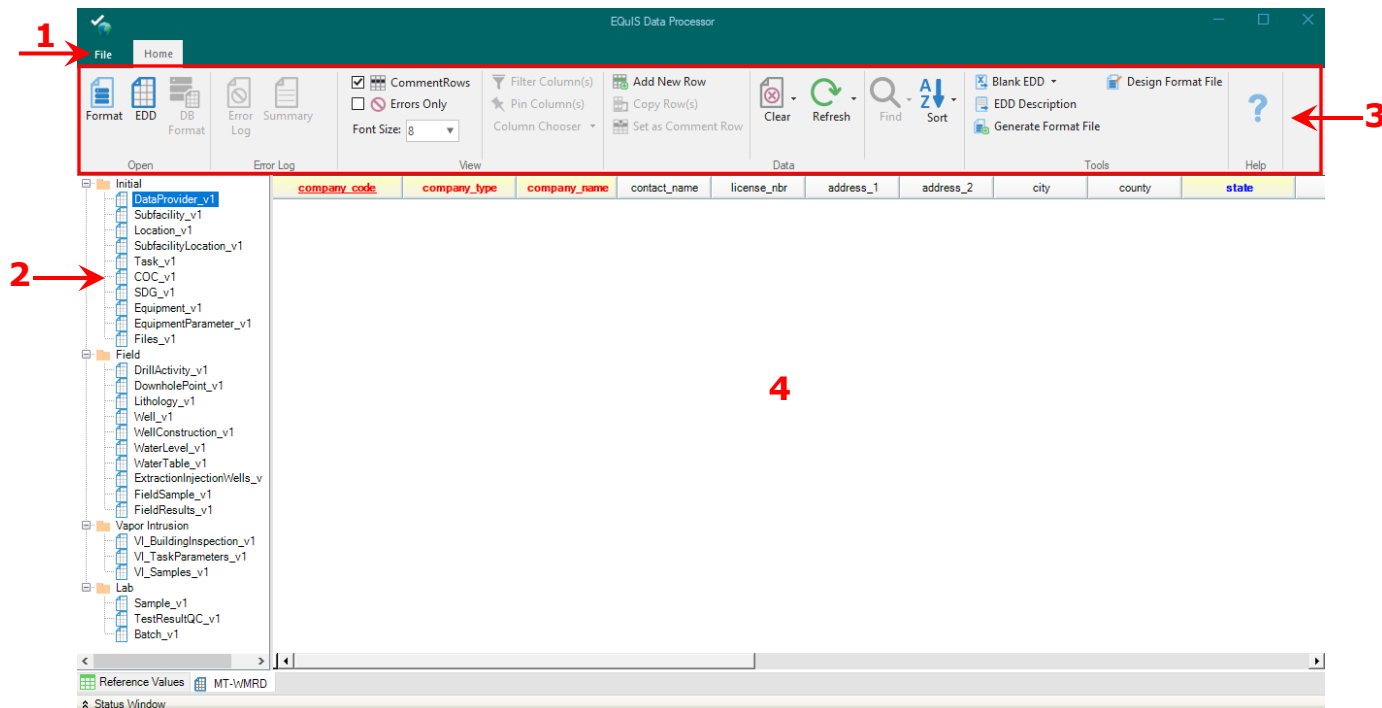 EQuIS Data Processor
1
File Home
CommentRows Filter Column(s) Add New Row Blank EDD Design Format File
Errors Only Pin Column(s) Copy Row(s) EDD Description
Format EDD DB Format Error Log Summary Font Size: 8 Column Chooser Set as Comment Row Clear Refresh Find Sort Generate Format File
3
Open Error Log View Data Tools Help
Initial
company_code company_type company_name contact_name license_nbr address_1 address_2 city county state
DataProvider_v1
Subfacility_v1
Location_v1
SubfacilityLocation_v1
Task_v1
2
COC_v1
SDG_v1
Equipment_v1
EquipmentParameter_v1
Files_v1
Field
DrillActivity_v1
DownholePoint_v1
4
Lithology_v1
Well_v1
WellConstruction_v1
WaterLevel_v1
WaterTable_v1
ExtractionInjectionWells_v
FieldSample_v1
FieldResults_v1
Vapor Intrusion
VI_BuildingInspection_v1
VI_TaskParameters_v1
VI_Samples_v1
Lab
Sample_v1
TestResultQC_v1
Batch_v1
Reference Values MT-WMRD
Status Window